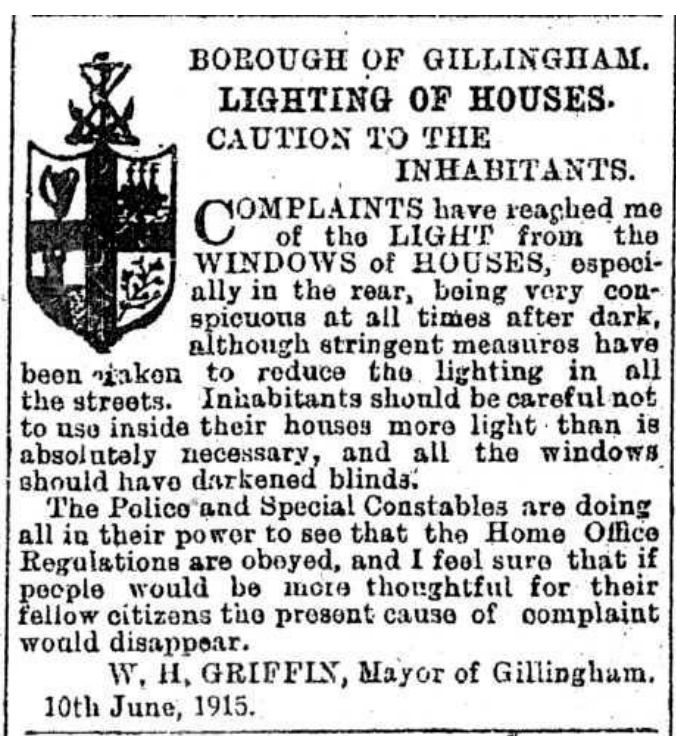 BOROUGH OF GILLINGHAM.
LIGHTING OF HOUSES.
CAUTION TO THE
INHABITANTS.
COMPLAINTS have reached me
of the LIGHT from the
WINDOWS of HOUSES, especi-
ally in the rear, being very con-
spicuous at all times after dark,
although stringent measures have
been taken to reduce the lighting in all
the streets. Inhabitants should be careful not
to use inside their houses more light than is
absolutely necessary, and all the windows
should have darkened blinds.
The Police and Special Constables are doing
all in their power to see that the Home Office
Regulations are obeyed, and I feel sure that if
people would be more thoughtful for their
fellow citizens the present cause of complaint
would disappear.
W. H. GRIFFIN, Mayor of Gillingham.
10th June, 1915.